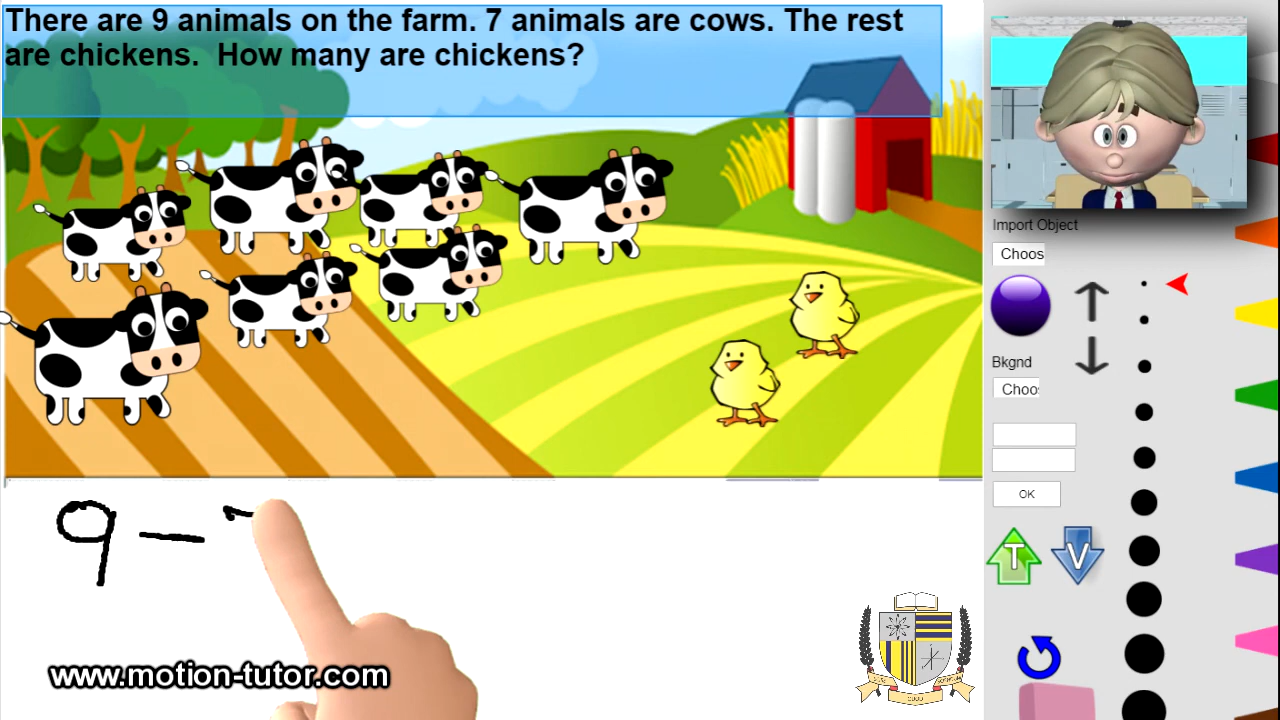 There are 9 animals on the farm. 7 animals are cows. The rest
are chickens. How many are chickens?
Import Object
Choos
Bkgnd
Choo
OK
T
V
9 -
www.motion-tutor.com